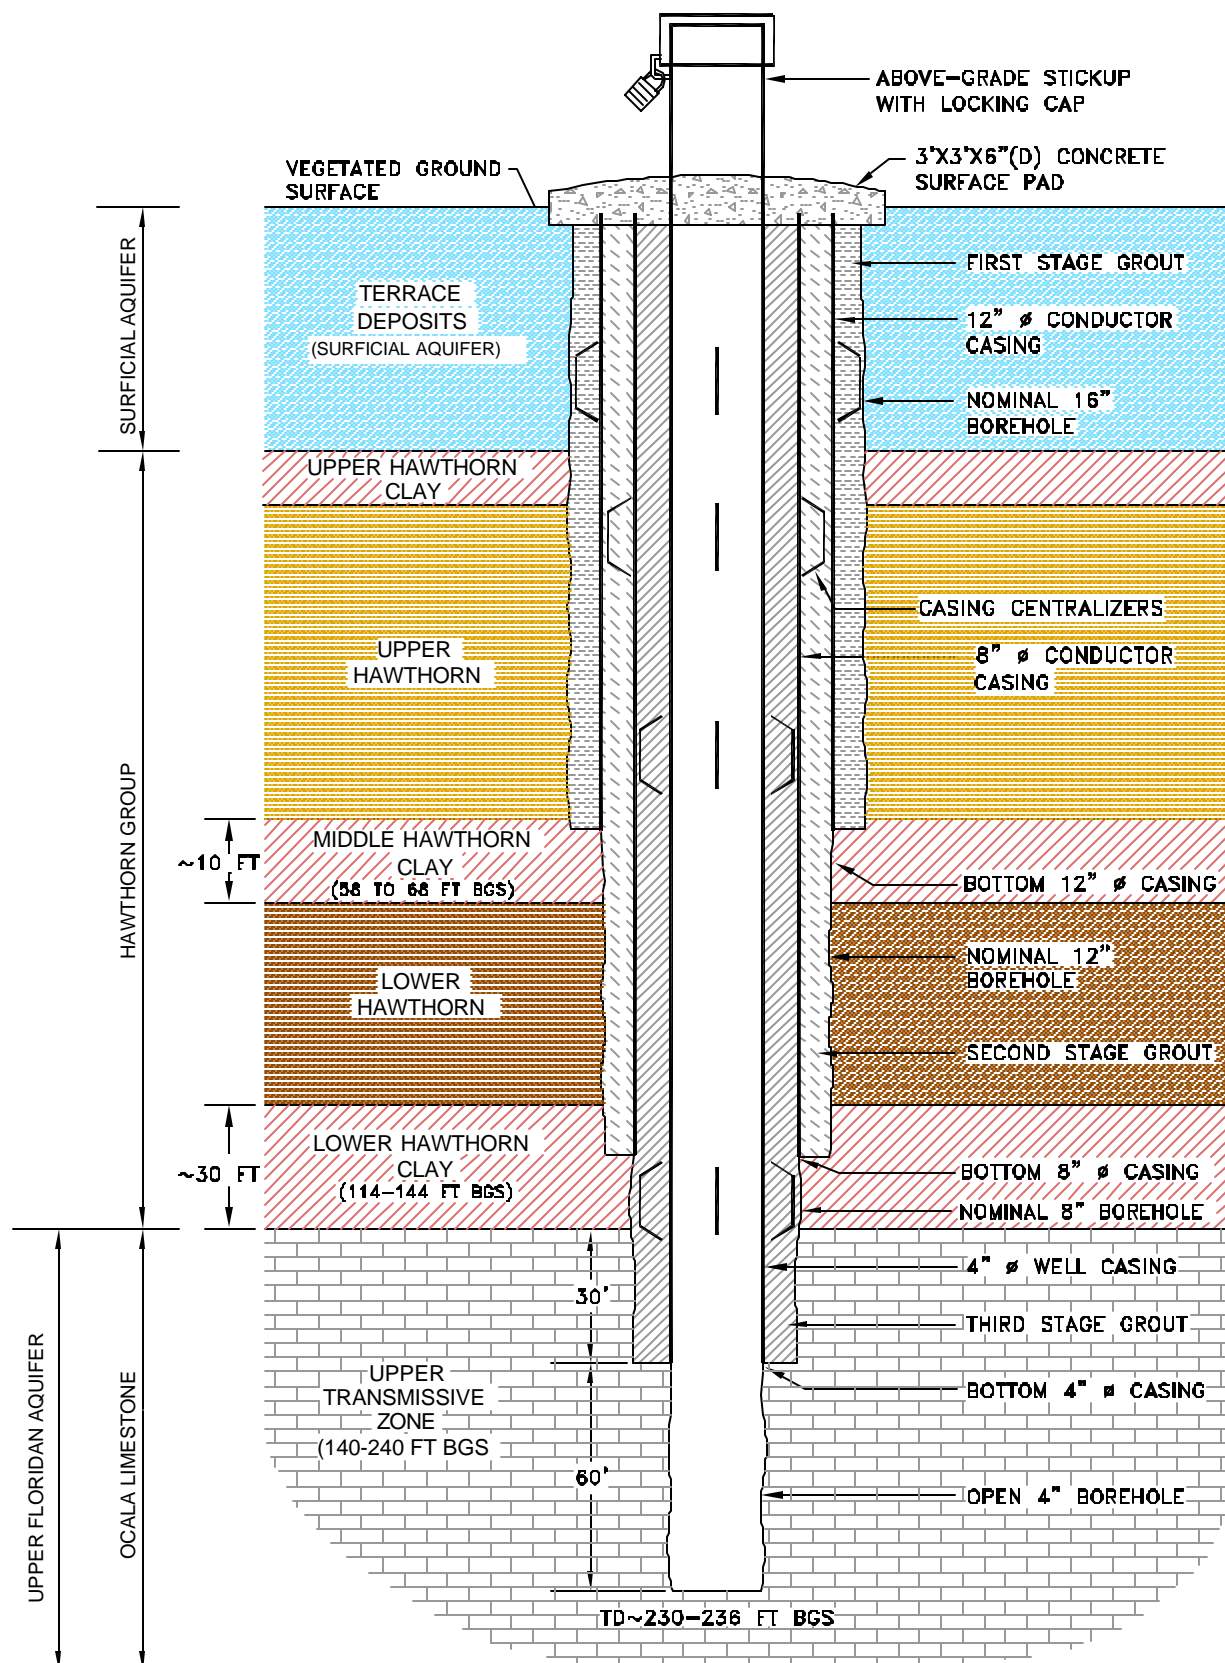 ABOVE-GRADE STICKUP
WITH LOCKING CAP
3'X3'X6"(D) CONCRETE
SURFACE PAD
VEGETATED GROUND
SURFACE
SURFICIAL AQUIFER
TERRACE
DEPOSITS
(SURFICIAL AQUIFER)
FIRST STAGE GROUT
12" ø CONDUCTOR
CASING
NOMINAL 16"
BOREHOLE
UPPER HAWTHORN
CLAY
CASING CENTRALIZERS
UPPER
HAWTHORN
8" ø CONDUCTOR
CASING
HAWTHORN GROUP
~10 FT
MIDDLE HAWTHORN
CLAY
(58 TO 68 FT BGS)
BOTTOM 12" ø CASING
LOWER
HAWTHORN
NOMINAL 12"
BOREHOLE
SECOND STAGE GROUT
~30 FT
LOWER HAWTHORN
CLAY
(114-144 FT BGS)
BOTTOM 8" ø CASING
NOMINAL 8" BOREHOLE
30'
4" ø WELL CASING
THIRD STAGE GROUT
UPPER FLORIDAN AQUIFER
OCALA LIMESTONE
UPPER
TRANSMISSIVE
ZONE
(140-240 FT BGS
BOTTOM 4" ø CASING
60'
OPEN 4" BOREHOLE
TD~230-236 FT BGS